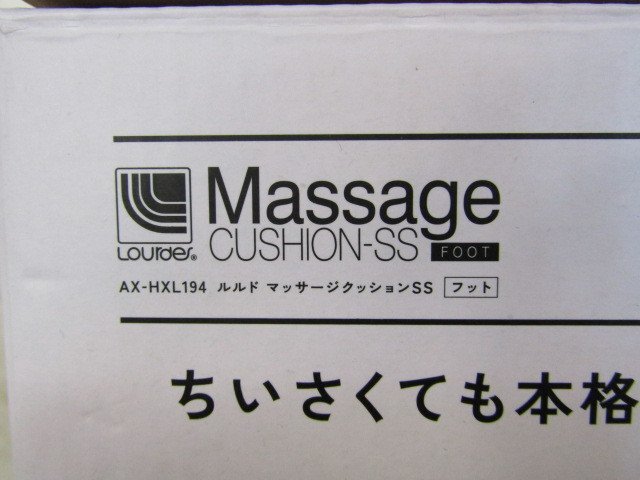 Lourdes®
Massage
CUSHION-SS FOOT
AX-HXL194 ルルド マッサージクッションSS フット
ちいさくても本格